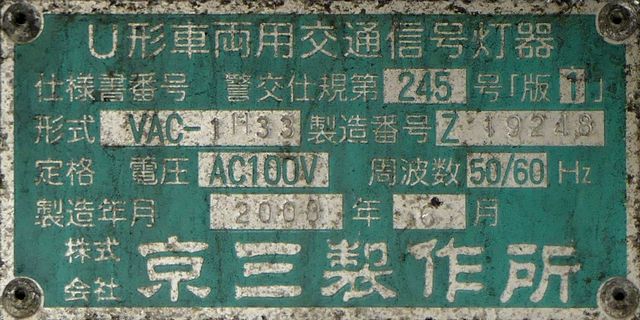 U形車両用交通信号灯器
仕様書番号 警交仕規第 245 号「版 1」
形式 VAC-1H33 製造番号 Z 19248
定格 電圧 AC100V 周波数 50/60 Hz
製造年月 2000 年 6 月
株式会社 京三製作所